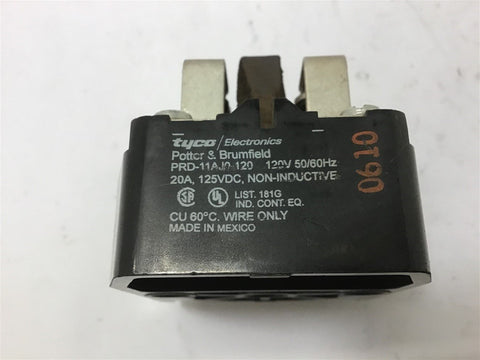 tyco / Electronics
Potter & Brumfield
PRD-11AJ0-120 120V 50/60Hz
20A, 125VDC, NON-INDUCTIVE
LIST. 181G
IND. CONT. EQ.
CU 60°C. WIRE ONLY
MADE IN MEXICO
0610